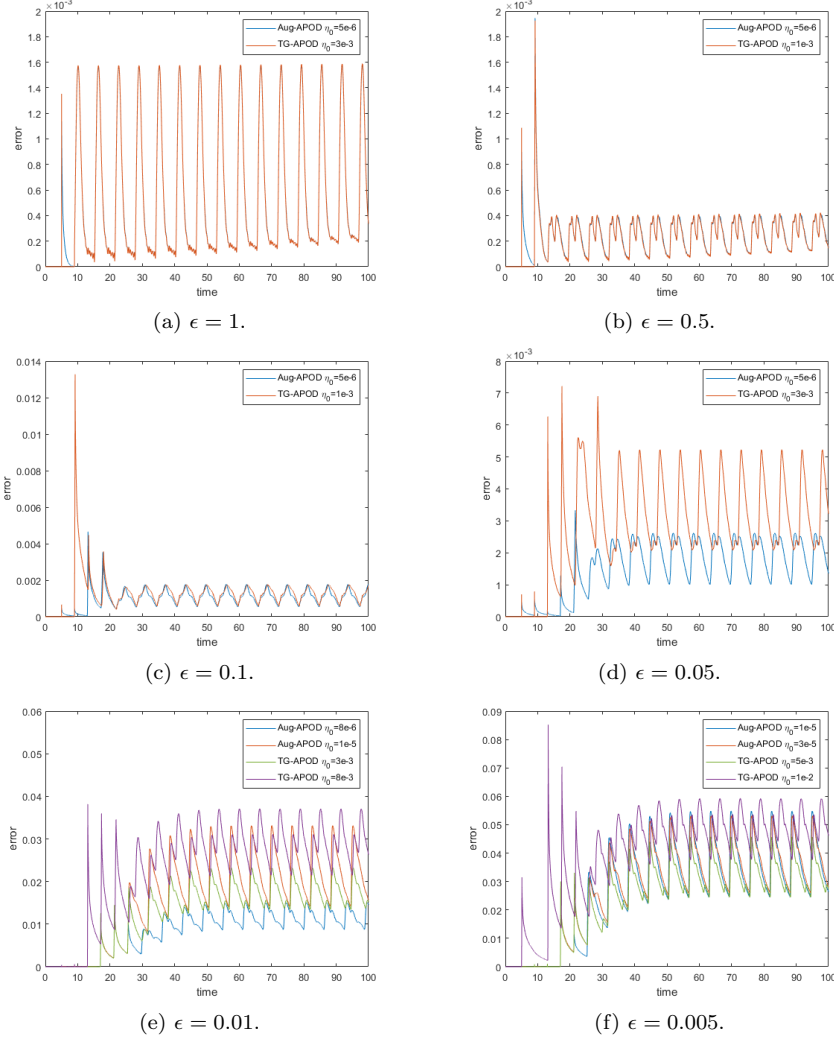 ×10⁻³
2
1.8
1.6
1.4
1.2
1
0.8
0.6
0.4
0.2
0
error
0 10 20 30 40 50 60 70 80 90 100
time
Aug-APOD η₀=5e-6
TG-APOD η₀=3e-3
(a) ϵ = 1.
×10⁻³
2
1.8
1.6
1.4
1.2
1
0.8
0.6
0.4
0.2
0
error
0 10 20 30 40 50 60 70 80 90 100
time
Aug-APOD η₀=5e-6
TG-APOD η₀=1e-3
(b) ϵ = 0.5.
0.014
0.012
0.01
0.008
0.006
0.004
0.002
0
error
0 10 20 30 40 50 60 70 80 90 100
time
Aug-APOD η₀=5e-6
TG-APOD η₀=1e-3
(c) ϵ = 0.1.
×10⁻³
8
7
6
5
4
3
2
1
0
error
0 10 20 30 40 50 60 70 80 90 100
time
Aug-APOD η₀=5e-6
TG-APOD η₀=3e-3
(d) ϵ = 0.05.
0.06
0.05
0.04
0.03
0.02
0.01
0
error
0 10 20 30 40 50 60 70 80 90 100
time
Aug-APOD η₀=8e-6
Aug-APOD η₀=1e-5
TG-APOD η₀=3e-3
TG-APOD η₀=8e-3
(e) ϵ = 0.01.
0.09
0.08
0.07
0.06
0.05
0.04
0.03
0.02
0.01
0
error
0 10 20 30 40 50 60 70 80 90 100
time
Aug-APOD η₀=1e-5
Aug-APOD η₀=3e-5
TG-APOD η₀=5e-3
TG-APOD η₀=1e-2
(f) ϵ = 0.005.